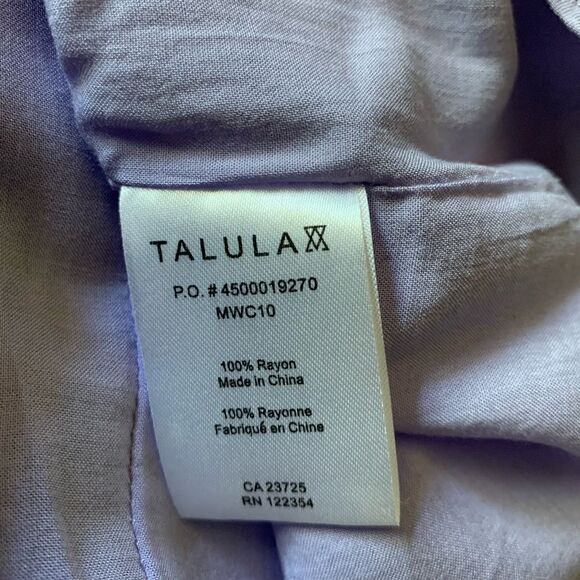 TALULA
P.O. # 4500019270
MWC10
100% Rayon
Made in China
100% Rayonne
Fabriqué en Chine
CA 23725
RN 122354